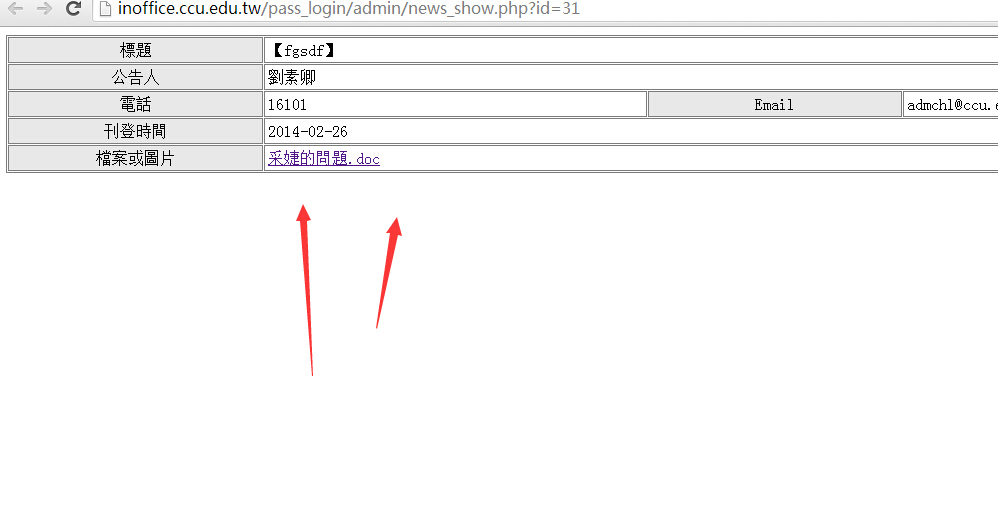 inoffice.ccu.edu.tw/pass_login/admin/news_show.php?id=31
標題 【fgsdf】
公告人 劉素卿
電話 16101 Email admchl@ccu.e
刊登時間 2014-02-26
檔案或圖片 采婕的問題.doc